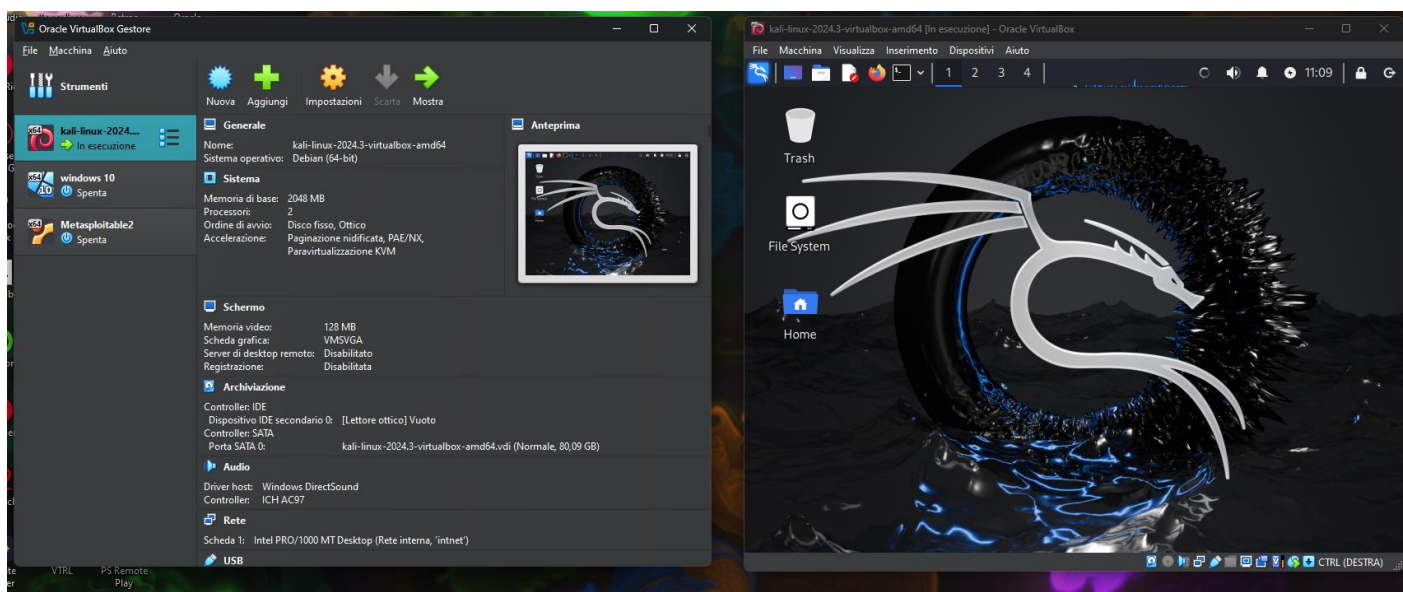 Oracle VirtualBox Gestore
File Macchina Aiuto
Strumenti
Nuova Aggiungi Impostazioni Scarta Mostra
kali-linux-2024....
In esecuzione
windows 10
Spenta
Metasploitable2
Spenta
Generale
Nome: kali-linux-2024.3-virtualbox-amd64
Sistema operativo: Debian (64-bit)
Sistema
Memoria di base: 2048 MB
Processori: 2
Ordine di avvio: Disco fisso, Ottico
Accelerazione: Paginazione nidificata, PAE/NX,
Paravirtualizzazione KVM
Anteprima
Schermo
Memoria video: 128 MB
Scheda grafica: VMSVGA
Server di desktop remoto: Disabilitato
Registrazione: Disabilitata
Archiviazione
Controller: IDE
Dispositivo IDE secondario 0: [Lettore ottico] Vuoto
Controller: SATA
Porta SATA 0: kali-linux-2024.3-virtualbox-amd64.vdi (Normale, 80,09 GB)
Audio
Driver host: Windows DirectSound
Controller: ICH AC97
Rete
Scheda 1: Intel PRO/1000 MT Desktop (Rete interna, 'intnet')
USB
VTRL PS Remote
Play
kali-linux-2024.3-virtualbox-amd64 [In esecuzione] - Oracle VirtualBox
File Macchina Visualizza Inserimento Dispositivi Aiuto
1 2 3 4 11:09
Trash
File System
Home
CTRL (DESTRA)